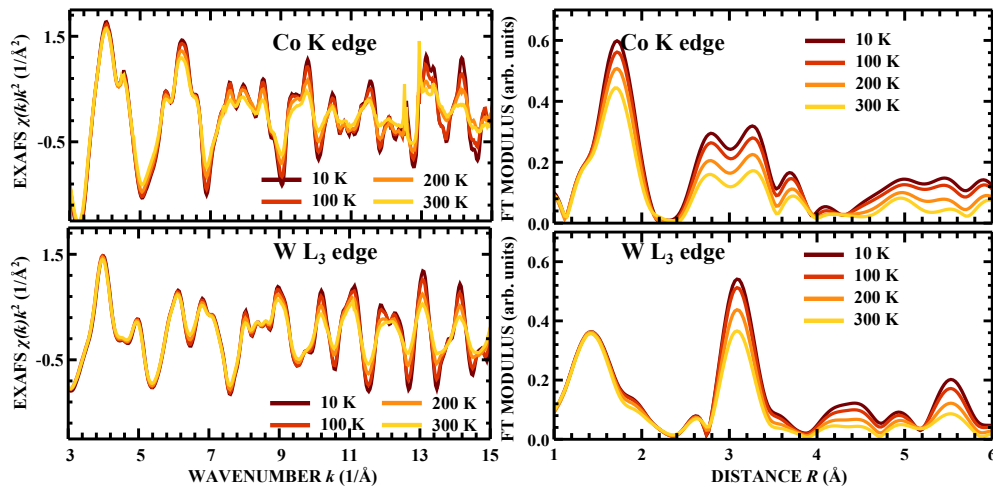 EXAFS χ(k)k² (1/Å²)
1.5
-0.5
Co K edge
10 K
100 K
200 K
300 K
FT MODULUS (arb. units)
0.6
0.4
0.2
0.0
Co K edge
10 K
100 K
200 K
300 K
EXAFS χ(k)k² (1/Å²)
1.5
-0.5
W L₃ edge
10 K
100 K
200 K
300 K
3 5 7 9 11 13 15
WAVENUMBER k (1/Å)
FT MODULUS (arb. units)
0.6
0.4
0.2
0.0
W L₃ edge
10 K
100 K
200 K
300 K
1 2 3 4 5 6
DISTANCE R (Å)